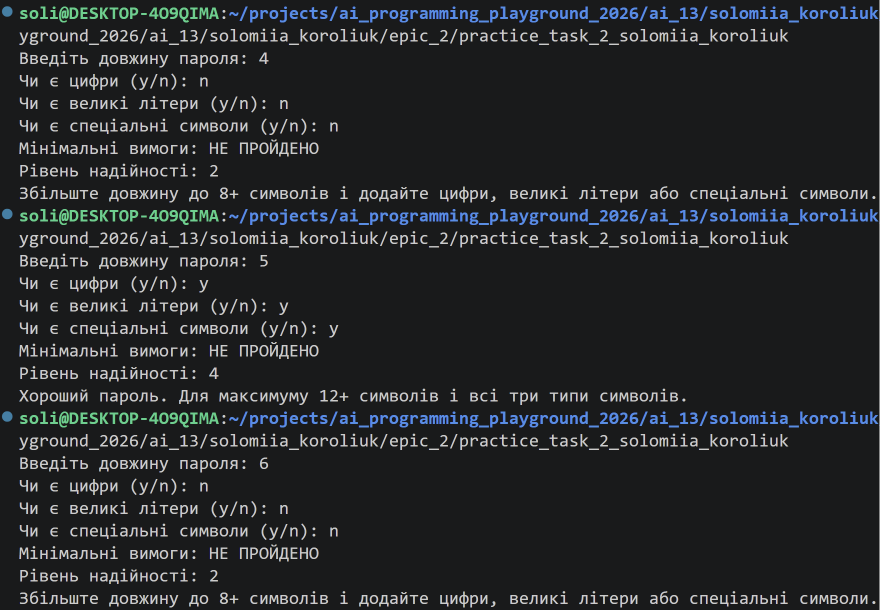 soli@DESKTOP-4O9QIMA:~/projects/ai_programming_playground_2026/ai_13/solomiia_koroliuk
yground_2026/ai_13/solomiia_koroliuk/epic_2/practice_task_2_solomiia_koroliuk
Введіть довжину пароля: 4
Чи є цифри (y/n): n
Чи є великі літери (y/n): n
Чи є спеціальні символи (y/n): n
Мінімальні вимоги: НЕ ПРОЙДЕНО
Рівень надійності: 2
Збільште довжину до 8+ символів і додайте цифри, великі літери або спеціальні символи.
soli@DESKTOP-4O9QIMA:~/projects/ai_programming_playground_2026/ai_13/solomiia_koroliuk
yground_2026/ai_13/solomiia_koroliuk/epic_2/practice_task_2_solomiia_koroliuk
Введіть довжину пароля: 5
Чи є цифри (y/n): y
Чи є великі літери (y/n): y
Чи є спеціальні символи (y/n): y
Мінімальні вимоги: НЕ ПРОЙДЕНО
Рівень надійності: 4
Хороший пароль. Для максимуму 12+ символів і всі три типи символів.
soli@DESKTOP-4O9QIMA:~/projects/ai_programming_playground_2026/ai_13/solomiia_koroliuk
yground_2026/ai_13/solomiia_koroliuk/epic_2/practice_task_2_solomiia_koroliuk
Введіть довжину пароля: 6
Чи є цифри (y/n): n
Чи є великі літери (y/n): n
Чи є спеціальні символи (y/n): n
Мінімальні вимоги: НЕ ПРОЙДЕНО
Рівень надійності: 2
Збільште довжину до 8+ символів і додайте цифри, великі літери або спеціальні символи.